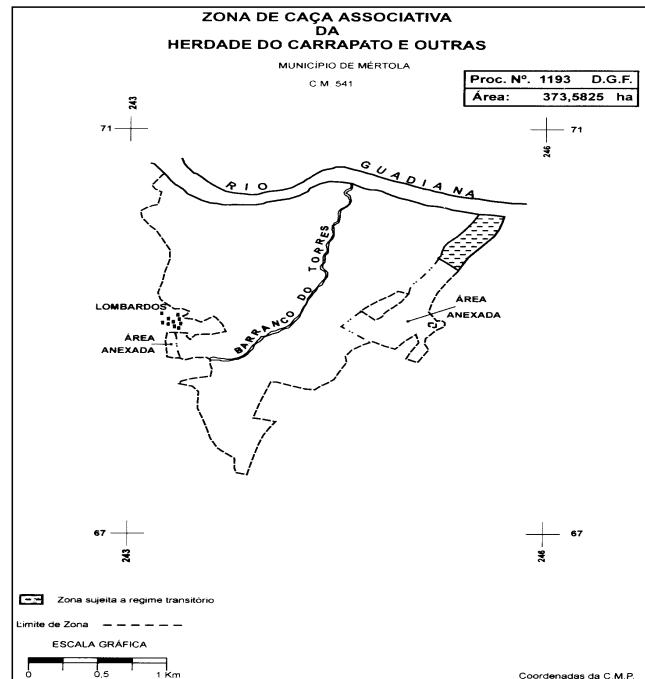 ZONA DE CAÇA ASSOCIATIVA
DA
HERDADE DO CARRAPATO E OUTRAS
MUNICÍPIO DE MÉRTOLA
C M 541
Proc. Nº. 1193 D.G.F.
Área: 373,5825 ha
243
71
246
71
RIO GUADIANA
BARRANCO DO TORRES
LOMBARDOS
ÁREA
ANEXADA
ÁREA
ANEXADA
67
243
67
246
Zona sujeita a regime transitório
Limite de Zona
ESCALA GRÁFICA
0 0,5 1 Km
Coordenadas da C.M.P.